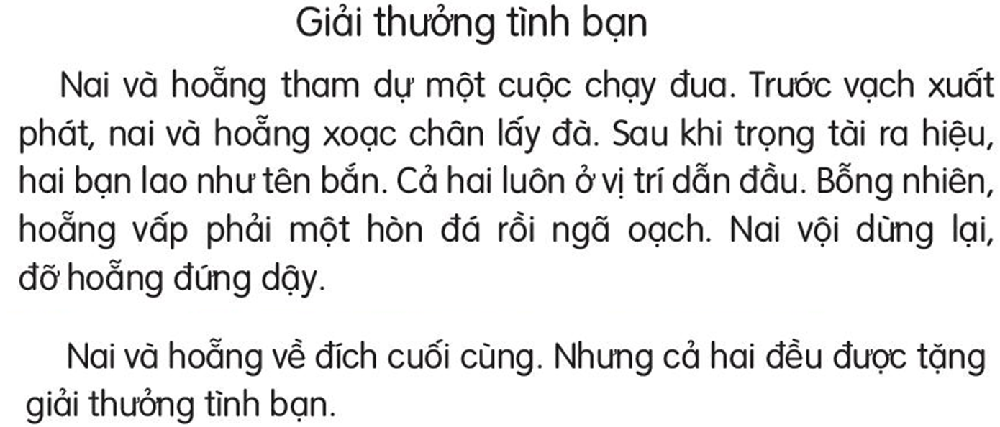 Giải thưởng tình bạn
Nai và hoẵng tham dự một cuộc chạy đua. Trước vạch xuất
phát, nai và hoẵng xoạc chân lấy đà. Sau khi trọng tài ra hiệu,
hai bạn lao như tên bắn. Cả hai luôn ở vị trí dẫn đầu. Bỗng nhiên,
hoẵng vấp phải một hòn đá rồi ngã oạch. Nai vội dừng lại,
đỡ hoẵng đứng dậy.
Nai và hoẵng về đích cuối cùng. Nhưng cả hai đều được tặng
giải thưởng tình bạn.